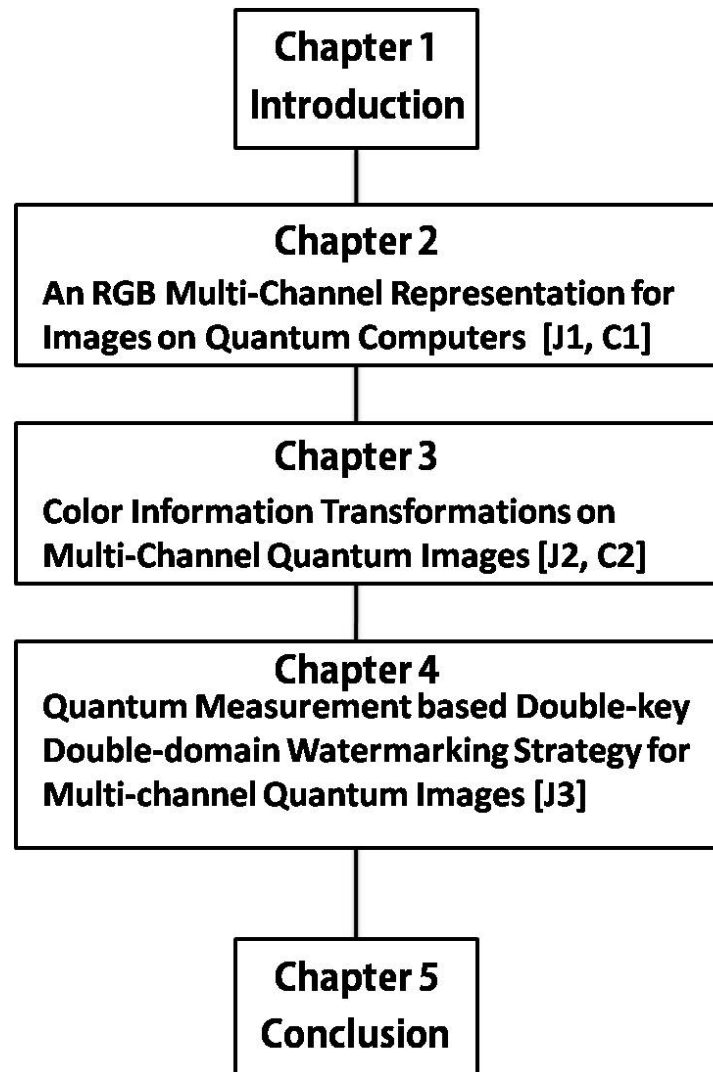 Chapter 1
Introduction
Chapter 2
An RGB Multi-Channel Representation for
Images on Quantum Computers [J1, C1]
Chapter 3
Color Information Transformations on
Multi-Channel Quantum Images [J2, C2]
Chapter 4
Quantum Measurement based Double-key
Double-domain Watermarking Strategy for
Multi-channel Quantum Images [J3]
Chapter 5
Conclusion